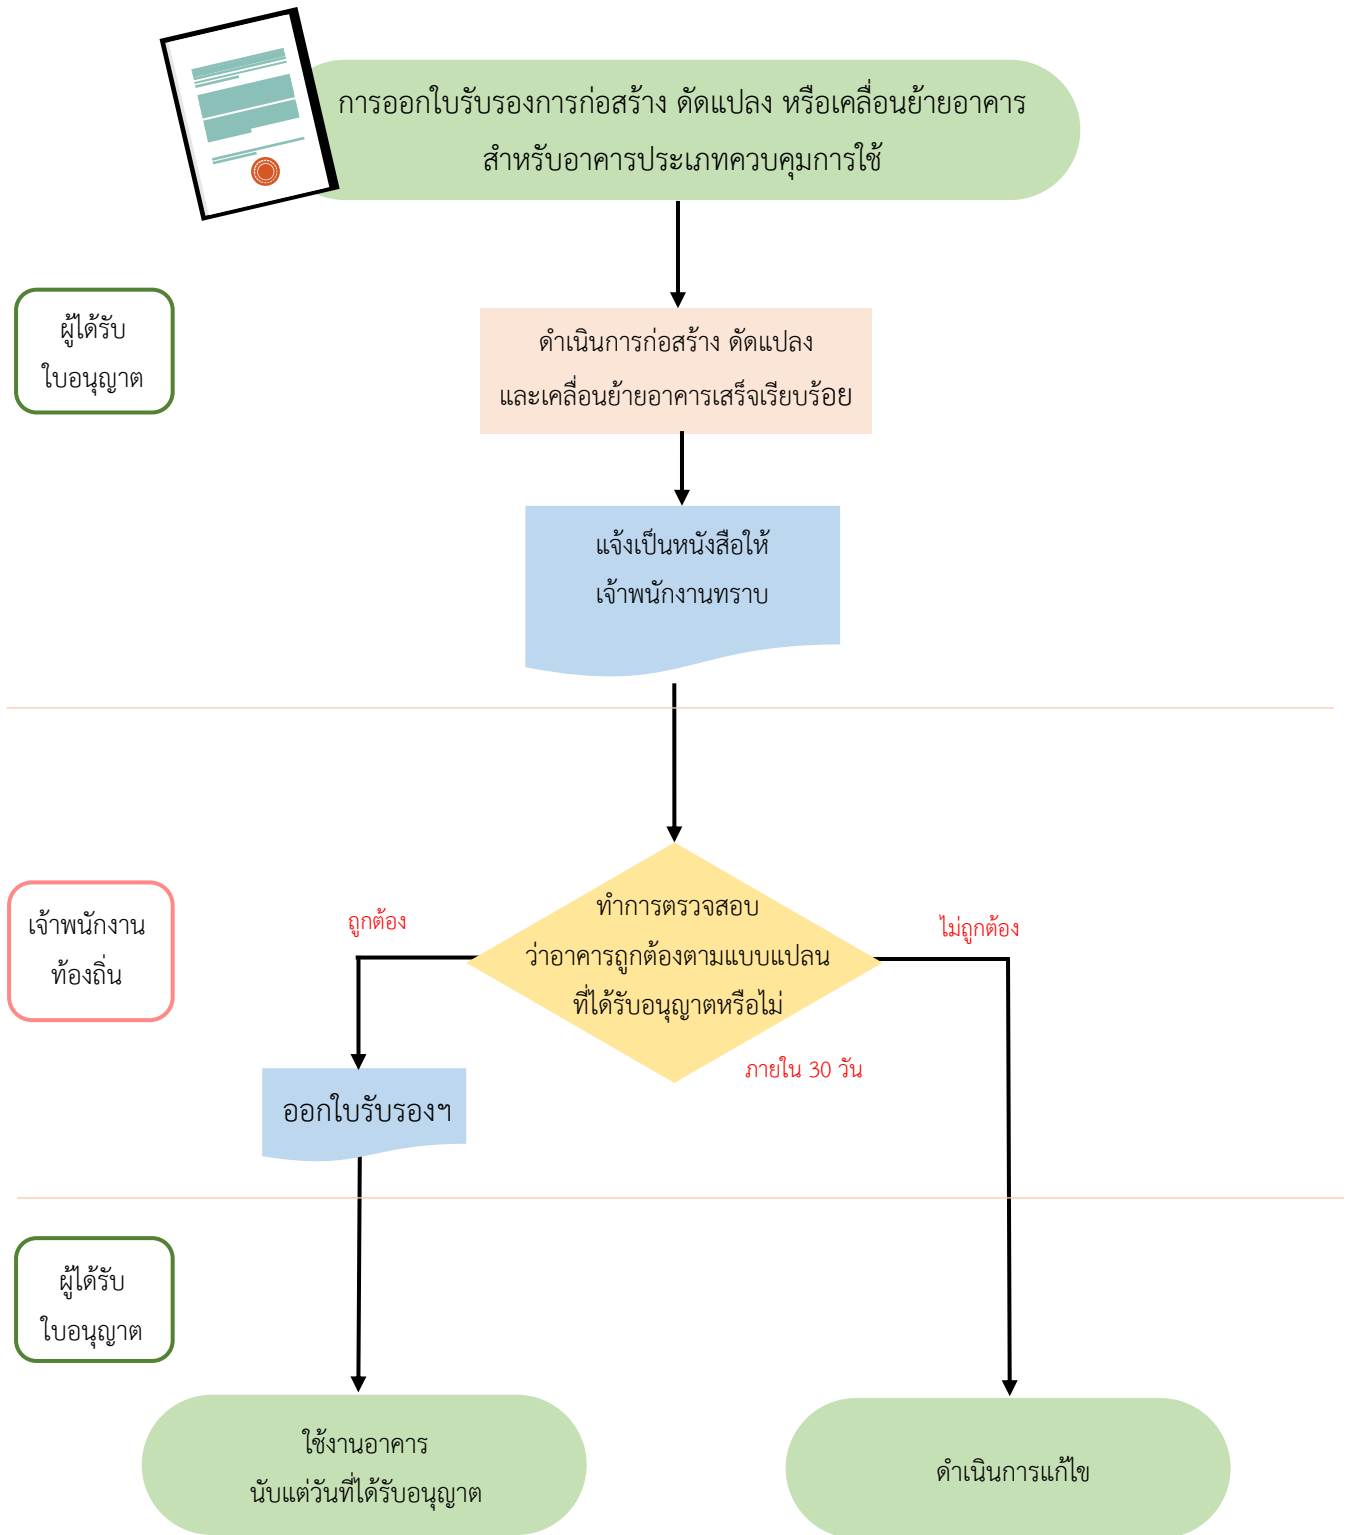 การออกใบรับรองการก่อสร้าง ดัดแปลง หรือเคลื่อนย้ายอาคาร
สำหรับอาคารประเภทควบคุมการใช้
ผู้ได้รับ
ใบอนุญาต
ดำเนินการก่อสร้าง ดัดแปลง
และเคลื่อนย้ายอาคารเสร็จเรียบร้อย
แจ้งเป็นหนังสือให้
เจ้าพนักงานทราบ
เจ้าพนักงาน
ท้องถิ่น
ถูกต้อง
ทำการตรวจสอบ
ว่าอาคารถูกต้องตามแบบแปลน
ที่ได้รับอนุญาตหรือไม่
ไม่ถูกต้อง
ภายใน 30 วัน
ออกใบรับรองฯ
ผู้ได้รับ
ใบอนุญาต
ใช้งานอาคาร
นับแต่วันที่ได้รับอนุญาต
ดำเนินการแก้ไข